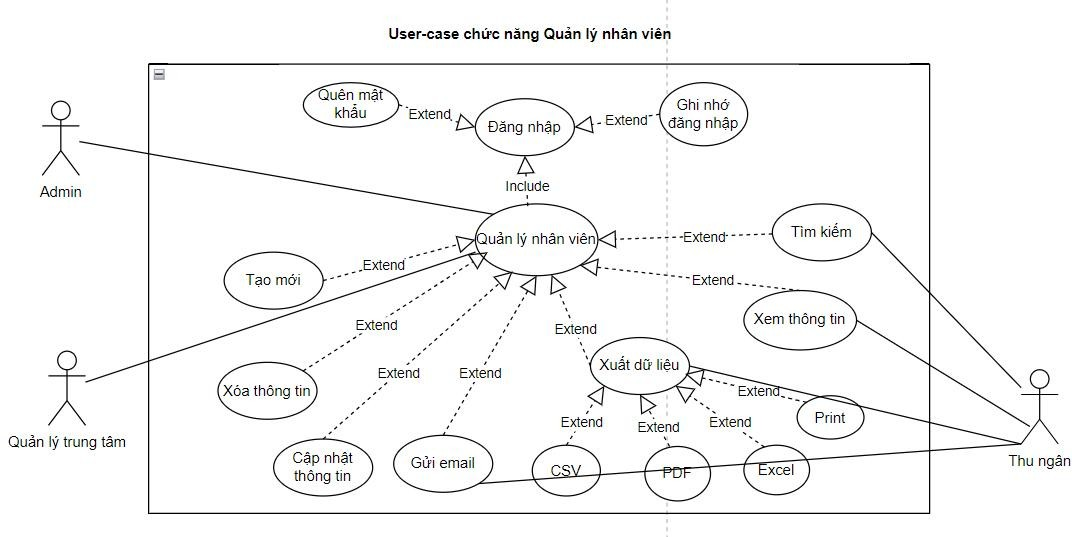 User-case chức năng Quản lý nhân viên
Quên mật
khẩu
Extend
Đăng nhập
Extend
Ghi nhớ
đăng nhập
Admin
Include
Quản lý nhân viên
Extend
Tìm kiếm
Tạo mới
Extend
Extend
Xem thông tin
Extend
Extend
Xuất dữ liệu
Extend
Extend
Xóa thông tin
Extend
Print
Quản lý trung tâm
Extend
Extend
Extend
Cập nhật
thông tin
Gửi email
CSV
PDF
Excel
Thu ngân